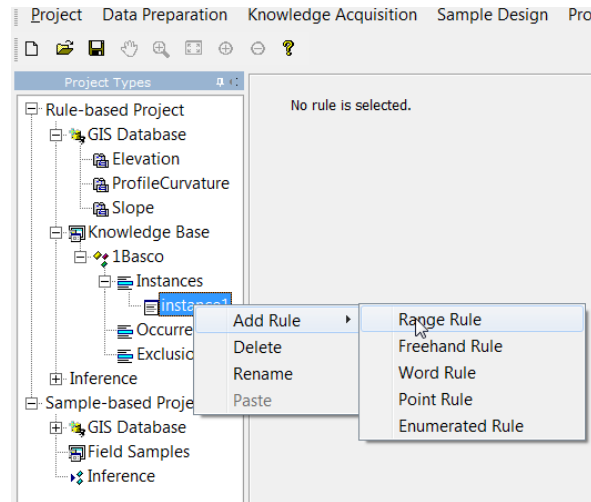 Project Data Preparation Knowledge Acquisition Sample Design Pro
Project Types
Rule-based Project
GIS Database
Elevation
ProfileCurvature
Slope
Knowledge Base
1Basco
Instances
instance1
Occurre
Exclusio
Inference
Sample-based Proje
GIS Database
Field Samples
Inference
No rule is selected.
Add Rule
Delete
Rename
Paste
Range Rule
Freehand Rule
Word Rule
Point Rule
Enumerated Rule